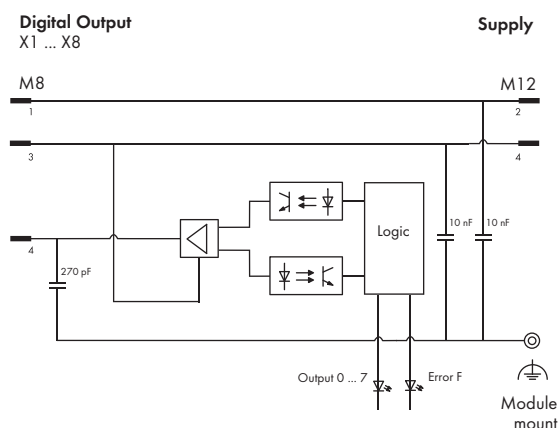 Digital Output
X1 ... X8
Supply
M8
M12
1
2
3
4
4
270 pF
Logic
10 nF
10 nF
Output 0 ... 7
Error F
Module
mount